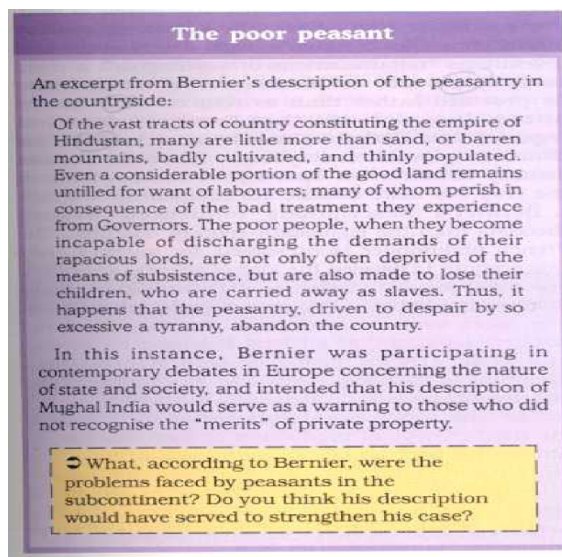 The poor peasant
An excerpt from Bernier's description of the peasantry in
the countryside:
Of the vast tracts of country constituting the empire of
Hindustan, many are little more than sand, or barren
mountains, badly cultivated, and thinly populated.
Even a considerable portion of the good land remains
untilled for want of labourers; many of whom perish in
consequence of the bad treatment they experience
from Governors. The poor people, when they become
incapable of discharging the demands of their
rapacious lords, are not only often deprived of the
means of subsistence, but are also made to lose their
children, who are carried away as slaves. Thus, it
happens that the peasantry, driven to despair by so
excessive a tyranny, abandon the country.
In this instance, Bernier was participating in
contemporary debates in Europe concerning the nature
of state and society, and intended that his description of
Mughal India would serve as a warning to those who did
not recognise the "merits" of private property.
➲ What, according to Bernier, were the
problems faced by peasants in the
subcontinent? Do you think his description
would have served to strengthen his case?